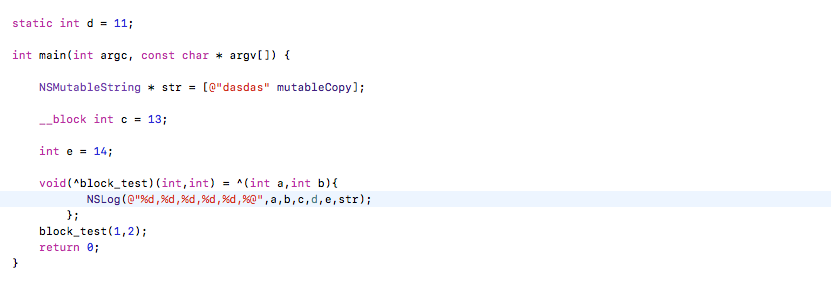 static int d = 11;
int main(int argc, const char * argv[]) {
NSMutableString * str = [@"dasdas" mutableCopy];
__block int c = 13;
int e = 14;
void(^block_test)(int,int) = ^(int a,int b){
NSLog(@"%d,%d,%d,%d,%d,%@",a,b,c,d,e,str);
};
block_test(1,2);
return 0;
}